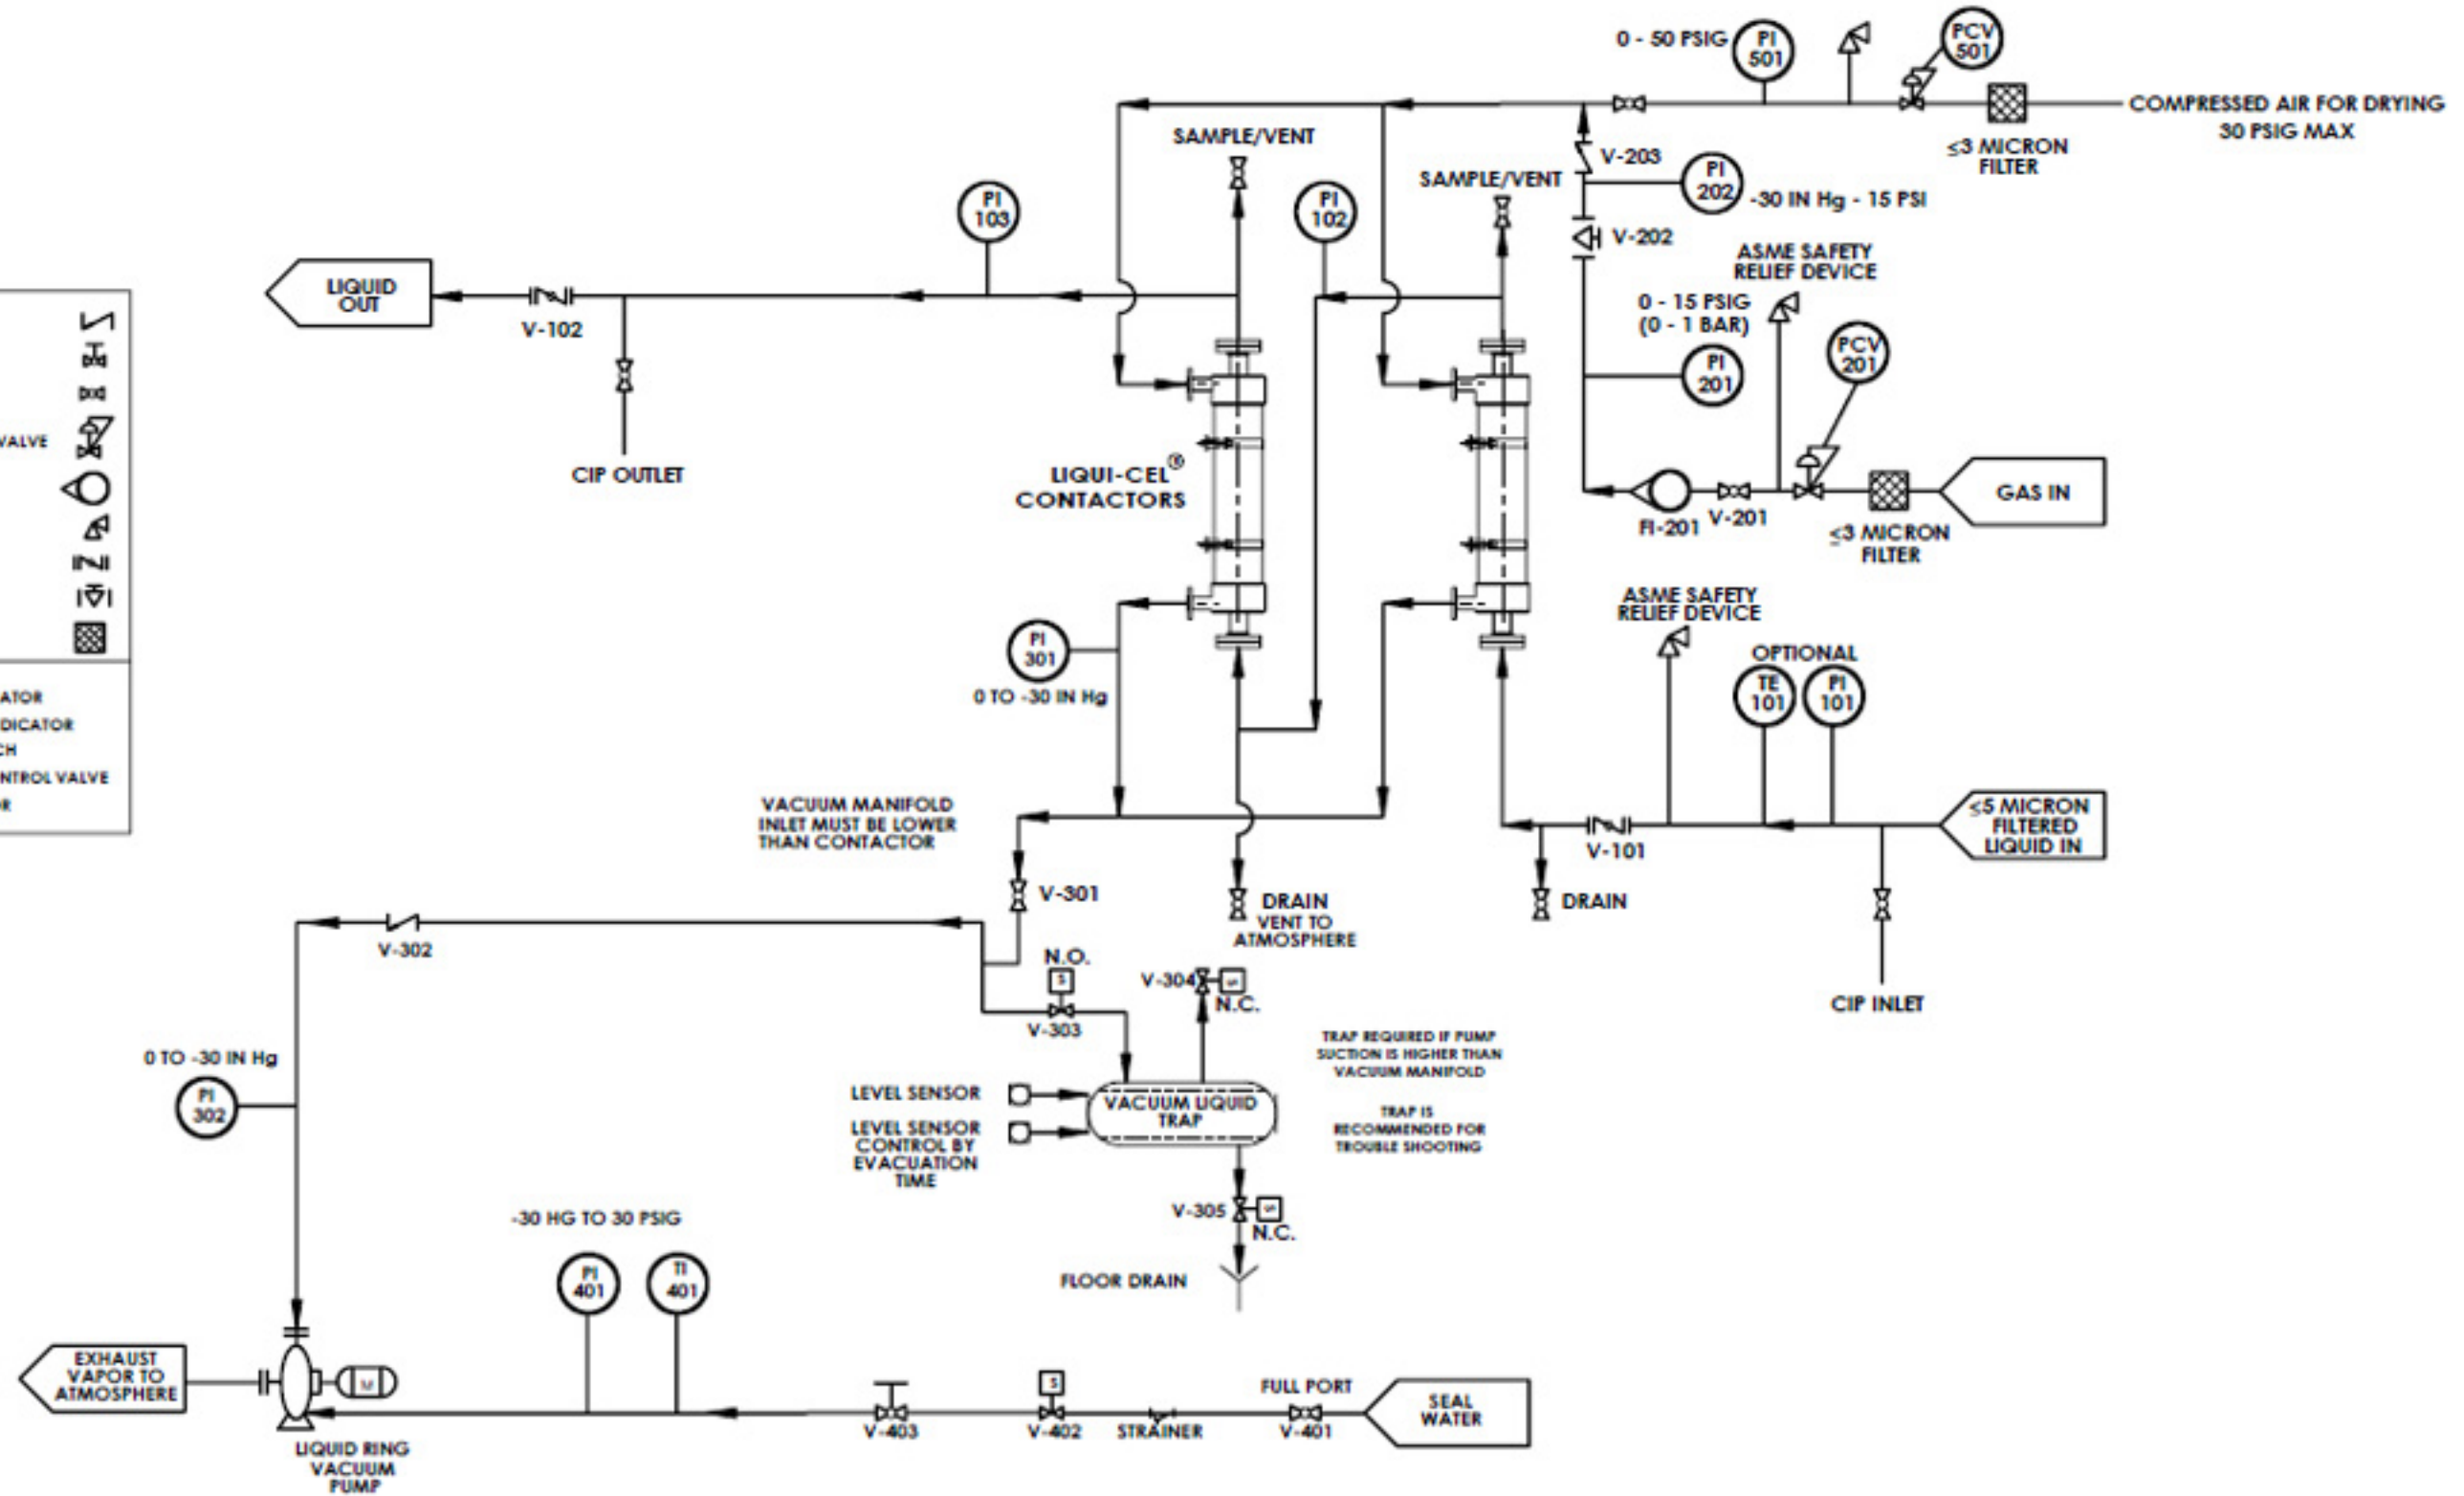 0 - 50 PSIG
PI
501
PCV
501
COMPRESSED AIR FOR DRYING
30 PSIG MAX
≤3 MICRON
FILTER
SAMPLE/VENT
SAMPLE/VENT
V-203
PI
202
-30 IN Hg - 15 PSI
V-202
PI
103
PI
102
LIQUID
OUT
V-102
CIP OUTLET
ASME SAFETY
RELIEF DEVICE
0 - 15 PSIG
(0 - 1 BAR)
PI
201
PCV
201
LIQUI-CEL®
CONTACTORS
FI-201
V-201
≤3 MICRON
FILTER
GAS IN
VALVE
ATOR
DICATOR
CH
NTROL VALVE
R
PI
301
0 TO -30 IN Hg
ASME SAFETY
RELIEF DEVICE
OPTIONAL
TE
101
PI
101
≤5 MICRON
FILTERED
LIQUID IN
V-101
DRAIN
CIP INLET
VACUUM MANIFOLD
INLET MUST BE LOWER
THAN CONTACTOR
V-301
DRAIN
VENT TO
ATMOSPHERE
V-302
N.O.
S
V-303
V-304
S
N.C.
TRAP REQUIRED IF PUMP
SUCTION IS HIGHER THAN
VACUUM MANIFOLD
TRAP IS
RECOMMENDED FOR
TROUBLE SHOOTING
0 TO -30 IN Hg
PI
302
LEVEL SENSOR
LEVEL SENSOR
CONTROL BY
EVACUATION
TIME
VACUUM LIQUID
TRAP
V-305
S
N.C.
FLOOR DRAIN
-30 HG TO 30 PSIG
PI
401
TI
401
EXHAUST
VAPOR TO
ATMOSPHERE
M
LIQUID RING
VACUUM
PUMP
V-403
S
V-402
STRAINER
FULL PORT
V-401
SEAL
WATER